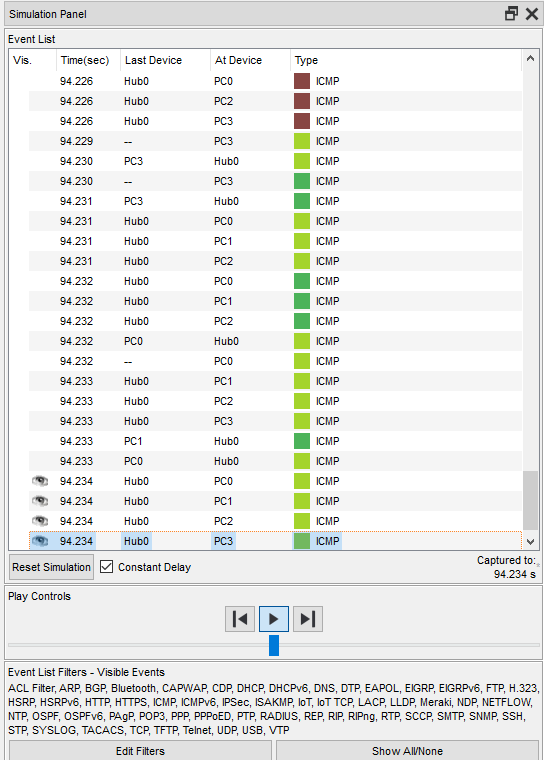 Simulation Panel
Event List
Vis. Time(sec) Last Device At Device Type
94.226 Hub0 PC0 ICMP
94.226 Hub0 PC2 ICMP
94.226 Hub0 PC3 ICMP
94.229 -- PC3 ICMP
94.230 PC3 Hub0 ICMP
94.230 -- PC3 ICMP
94.231 PC3 Hub0 ICMP
94.231 Hub0 PC0 ICMP
94.231 Hub0 PC1 ICMP
94.231 Hub0 PC2 ICMP
94.232 Hub0 PC0 ICMP
94.232 Hub0 PC1 ICMP
94.232 Hub0 PC2 ICMP
94.232 PC0 Hub0 ICMP
94.232 -- PC0 ICMP
94.233 Hub0 PC1 ICMP
94.233 Hub0 PC2 ICMP
94.233 Hub0 PC3 ICMP
94.233 PC1 Hub0 ICMP
94.233 PC0 Hub0 ICMP
94.234 Hub0 PC0 ICMP
94.234 Hub0 PC1 ICMP
94.234 Hub0 PC2 ICMP
94.234 Hub0 PC3 ICMP
Reset Simulation Constant Delay Captured to:
94.234 s
Play Controls
Event List Filters - Visible Events
ACL Filter, ARP, BGP, Bluetooth, CAPWAP, CDP, DHCP, DHCPv6, DNS, DTP, EAPOL, EIGRP, EIGRPv6, FTP, H.323,
HSRP, HSRPv6, HTTP, HTTPS, ICMP, ICMPv6, IPSec, ISAKMP, IoT, IoT TCP, LACP, LLDP, Meraki, NDP, NETFLOW,
NTP, OSPF, OSPFv6, PAgP, POP3, PPP, PPPoED, PTP, RADIUS, REP, RIP, RIPng, RTP, SCCP, SMTP, SNMP, SSH,
STP, SYSLOG, TACACS, TCP, TFTP, Telnet, UDP, USB, VTP
Edit Filters Show All/None